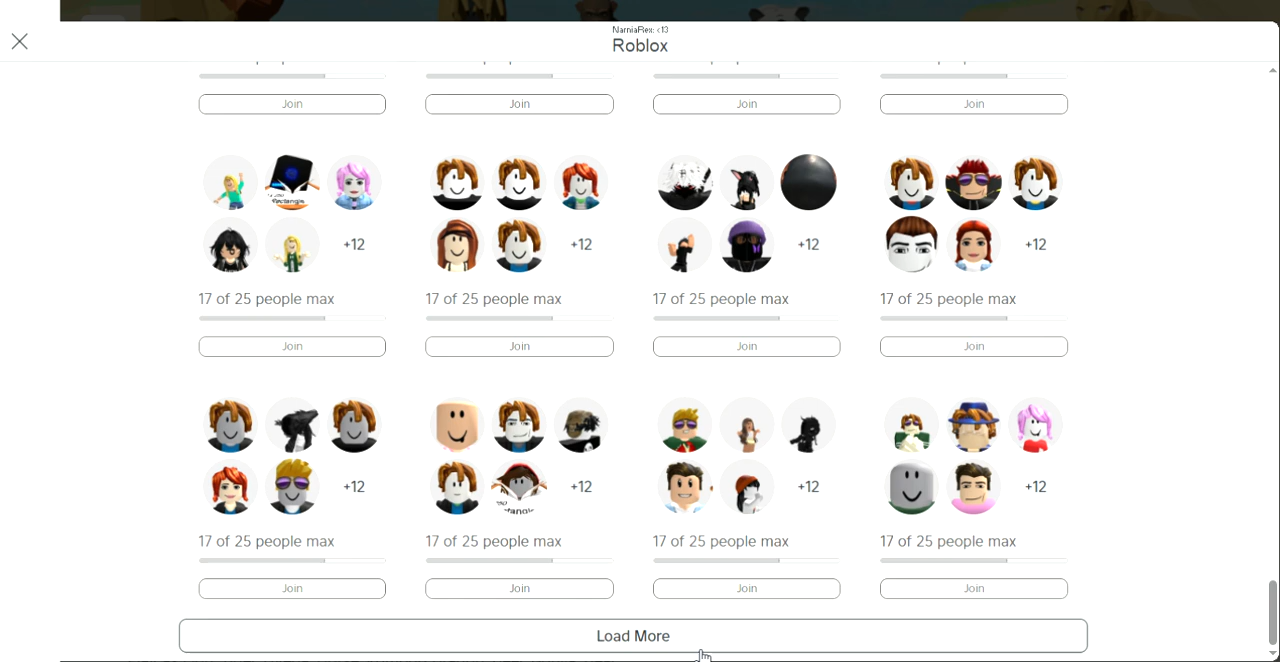 NarniaRex: <13
Roblox
Join Join Join Join
+12 +12 +12 +12
17 of 25 people max 17 of 25 people max 17 of 25 people max 17 of 25 people max
Join Join Join Join
+12 +12 +12 +12
17 of 25 people max 17 of 25 people max 17 of 25 people max 17 of 25 people max
Join Join Join Join
Load More